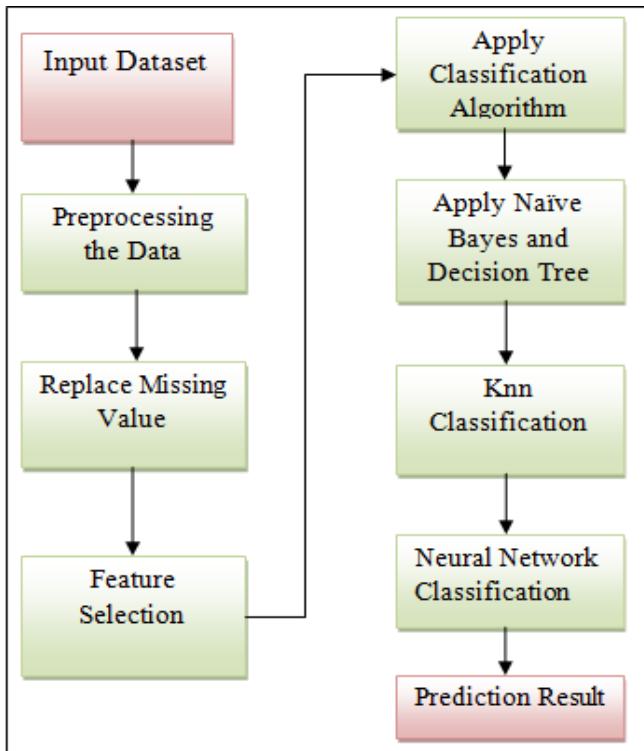 Input Dataset
Preprocessing
the Data
Replace Missing
Value
Feature
Selection
Apply
Classification
Algorithm
Apply Naïve
Bayes and
Decision Tree
Knn
Classification
Neural Network
Classification
Prediction Result